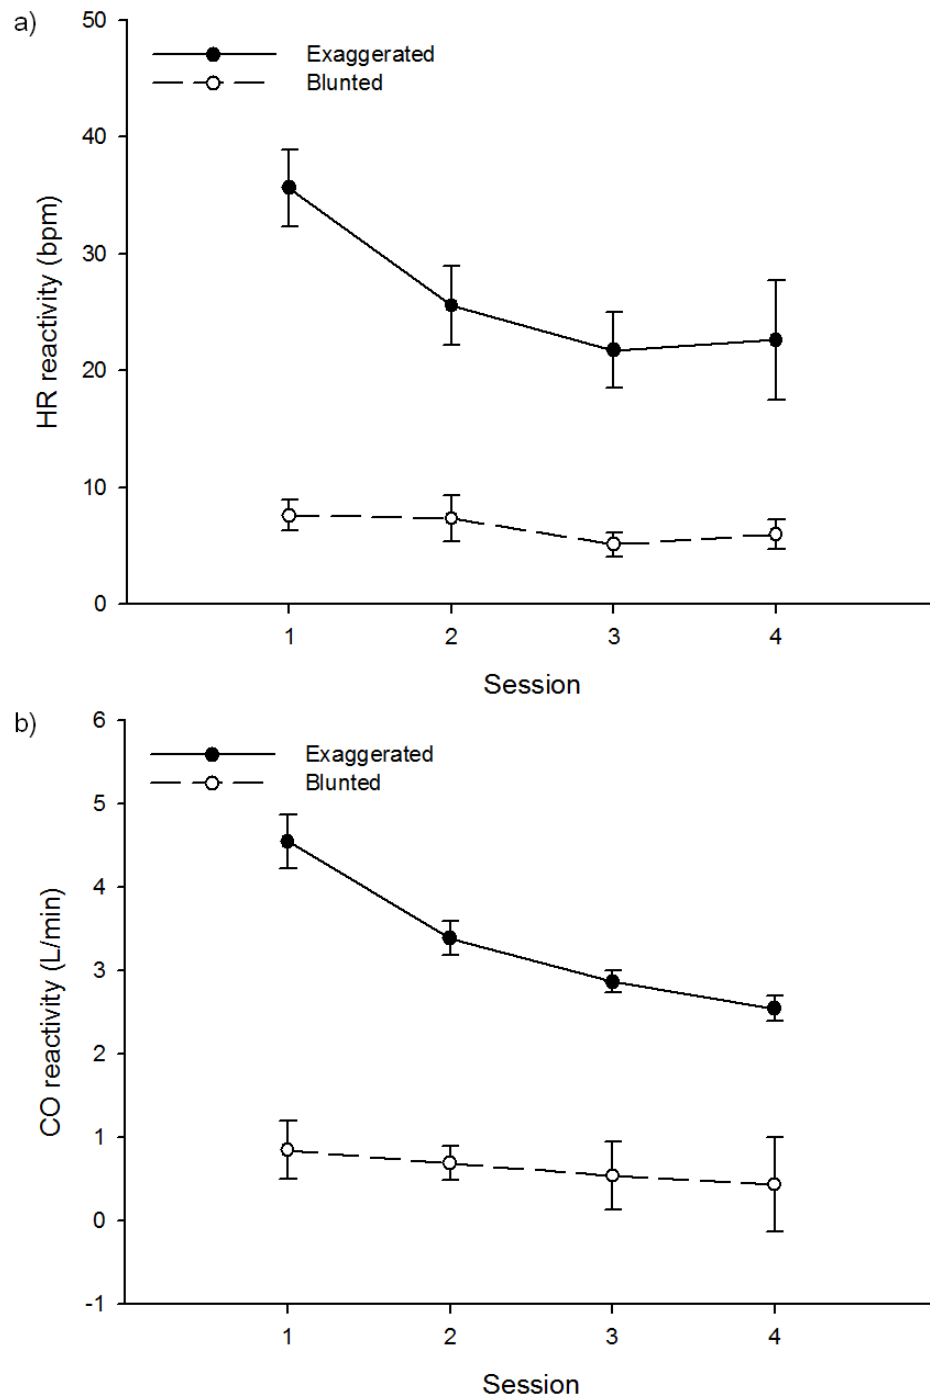 a)
50
Exaggerated
Blunted
40
30
20
10
0
HR reactivity (bpm)
1 2 3 4
Session
b)
6
Exaggerated
Blunted
5
4
3
2
1
0
-1
CO reactivity (L/min)
1 2 3 4
Session